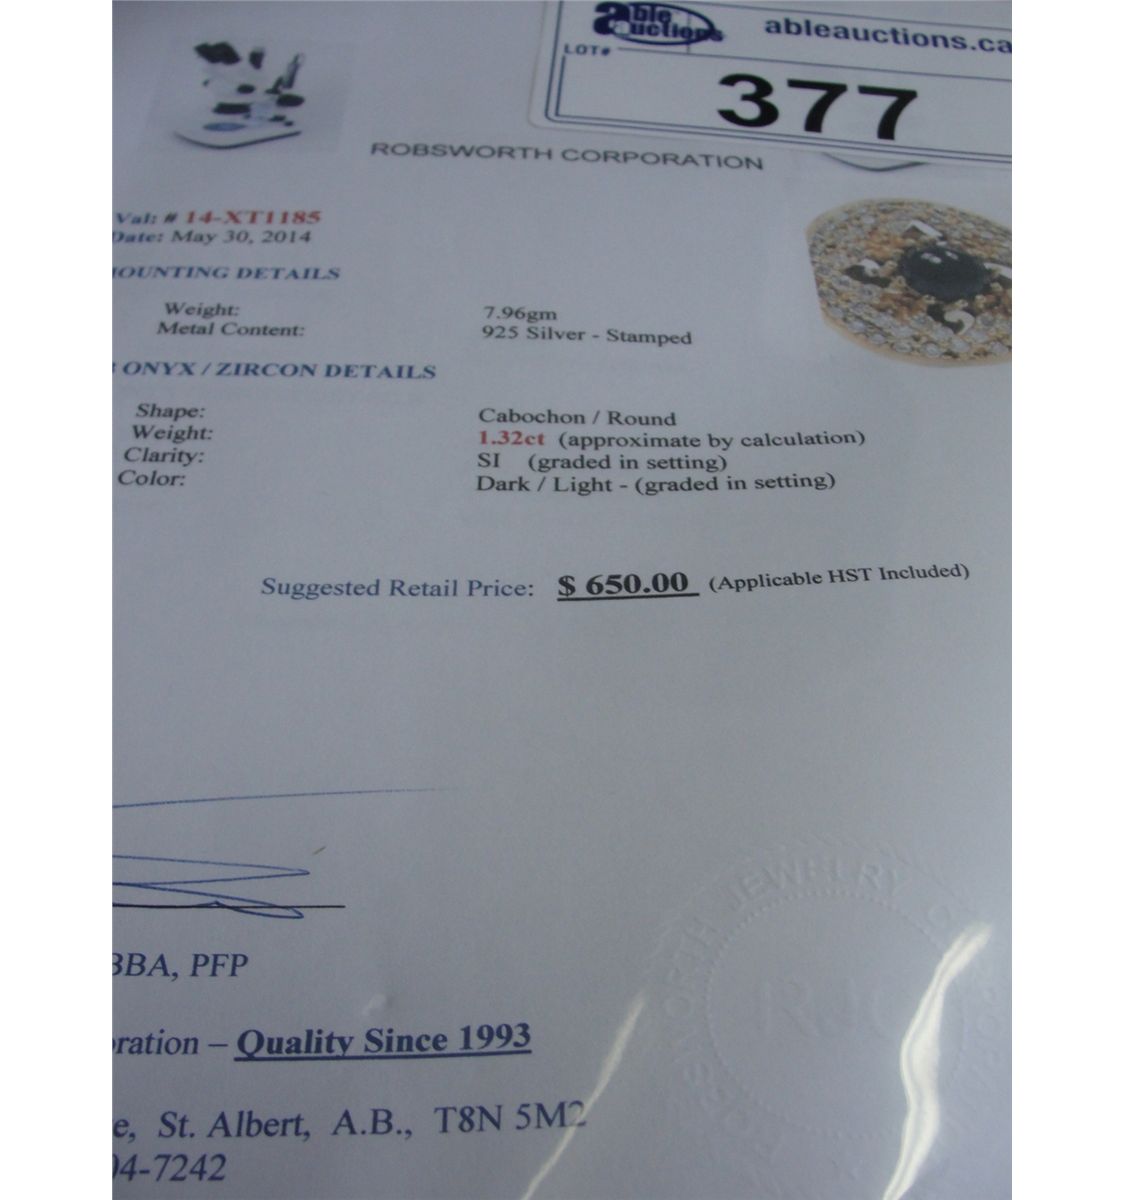 able auctions
ableauctions.ca
LOT#
377
ROBSWORTH CORPORATION
Val: # 14-XT1185
Date: May 30, 2014
MOUNTING DETAILS
Weight: 7.96gm
Metal Content: 925 Silver - Stamped
ONYX / ZIRCON DETAILS
Shape: Cabochon / Round
Weight: 1.32ct (approximate by calculation)
Clarity: SI (graded in setting)
Color: Dark / Light - (graded in setting)
Suggested Retail Price: $ 650.00 (Applicable HST Included)
BBA, PFP
oration – Quality Since 1993
e, St. Albert, A.B., T8N 5M2
04-7242
JEWELRY